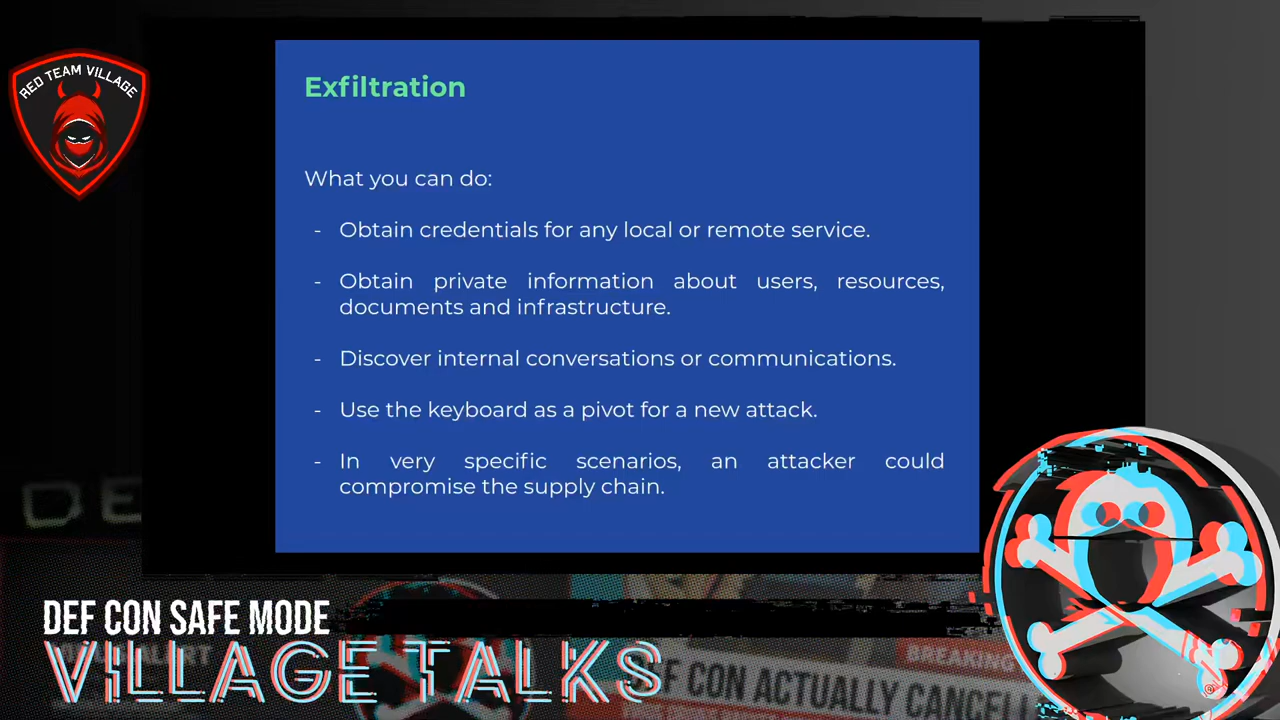 RED TEAM VILLAGE
Exfiltration
What you can do:
- Obtain credentials for any local or remote service.
- Obtain private information about users, resources,
documents and infrastructure.
- Discover internal conversations or communications.
- Use the keyboard as a pivot for a new attack.
- In very specific scenarios, an attacker could
compromise the supply chain.
DE
DEF CON SAFE MODE
VILLAGE TALKS
BREAKING
DEF CON ACTUALLY CANCELL